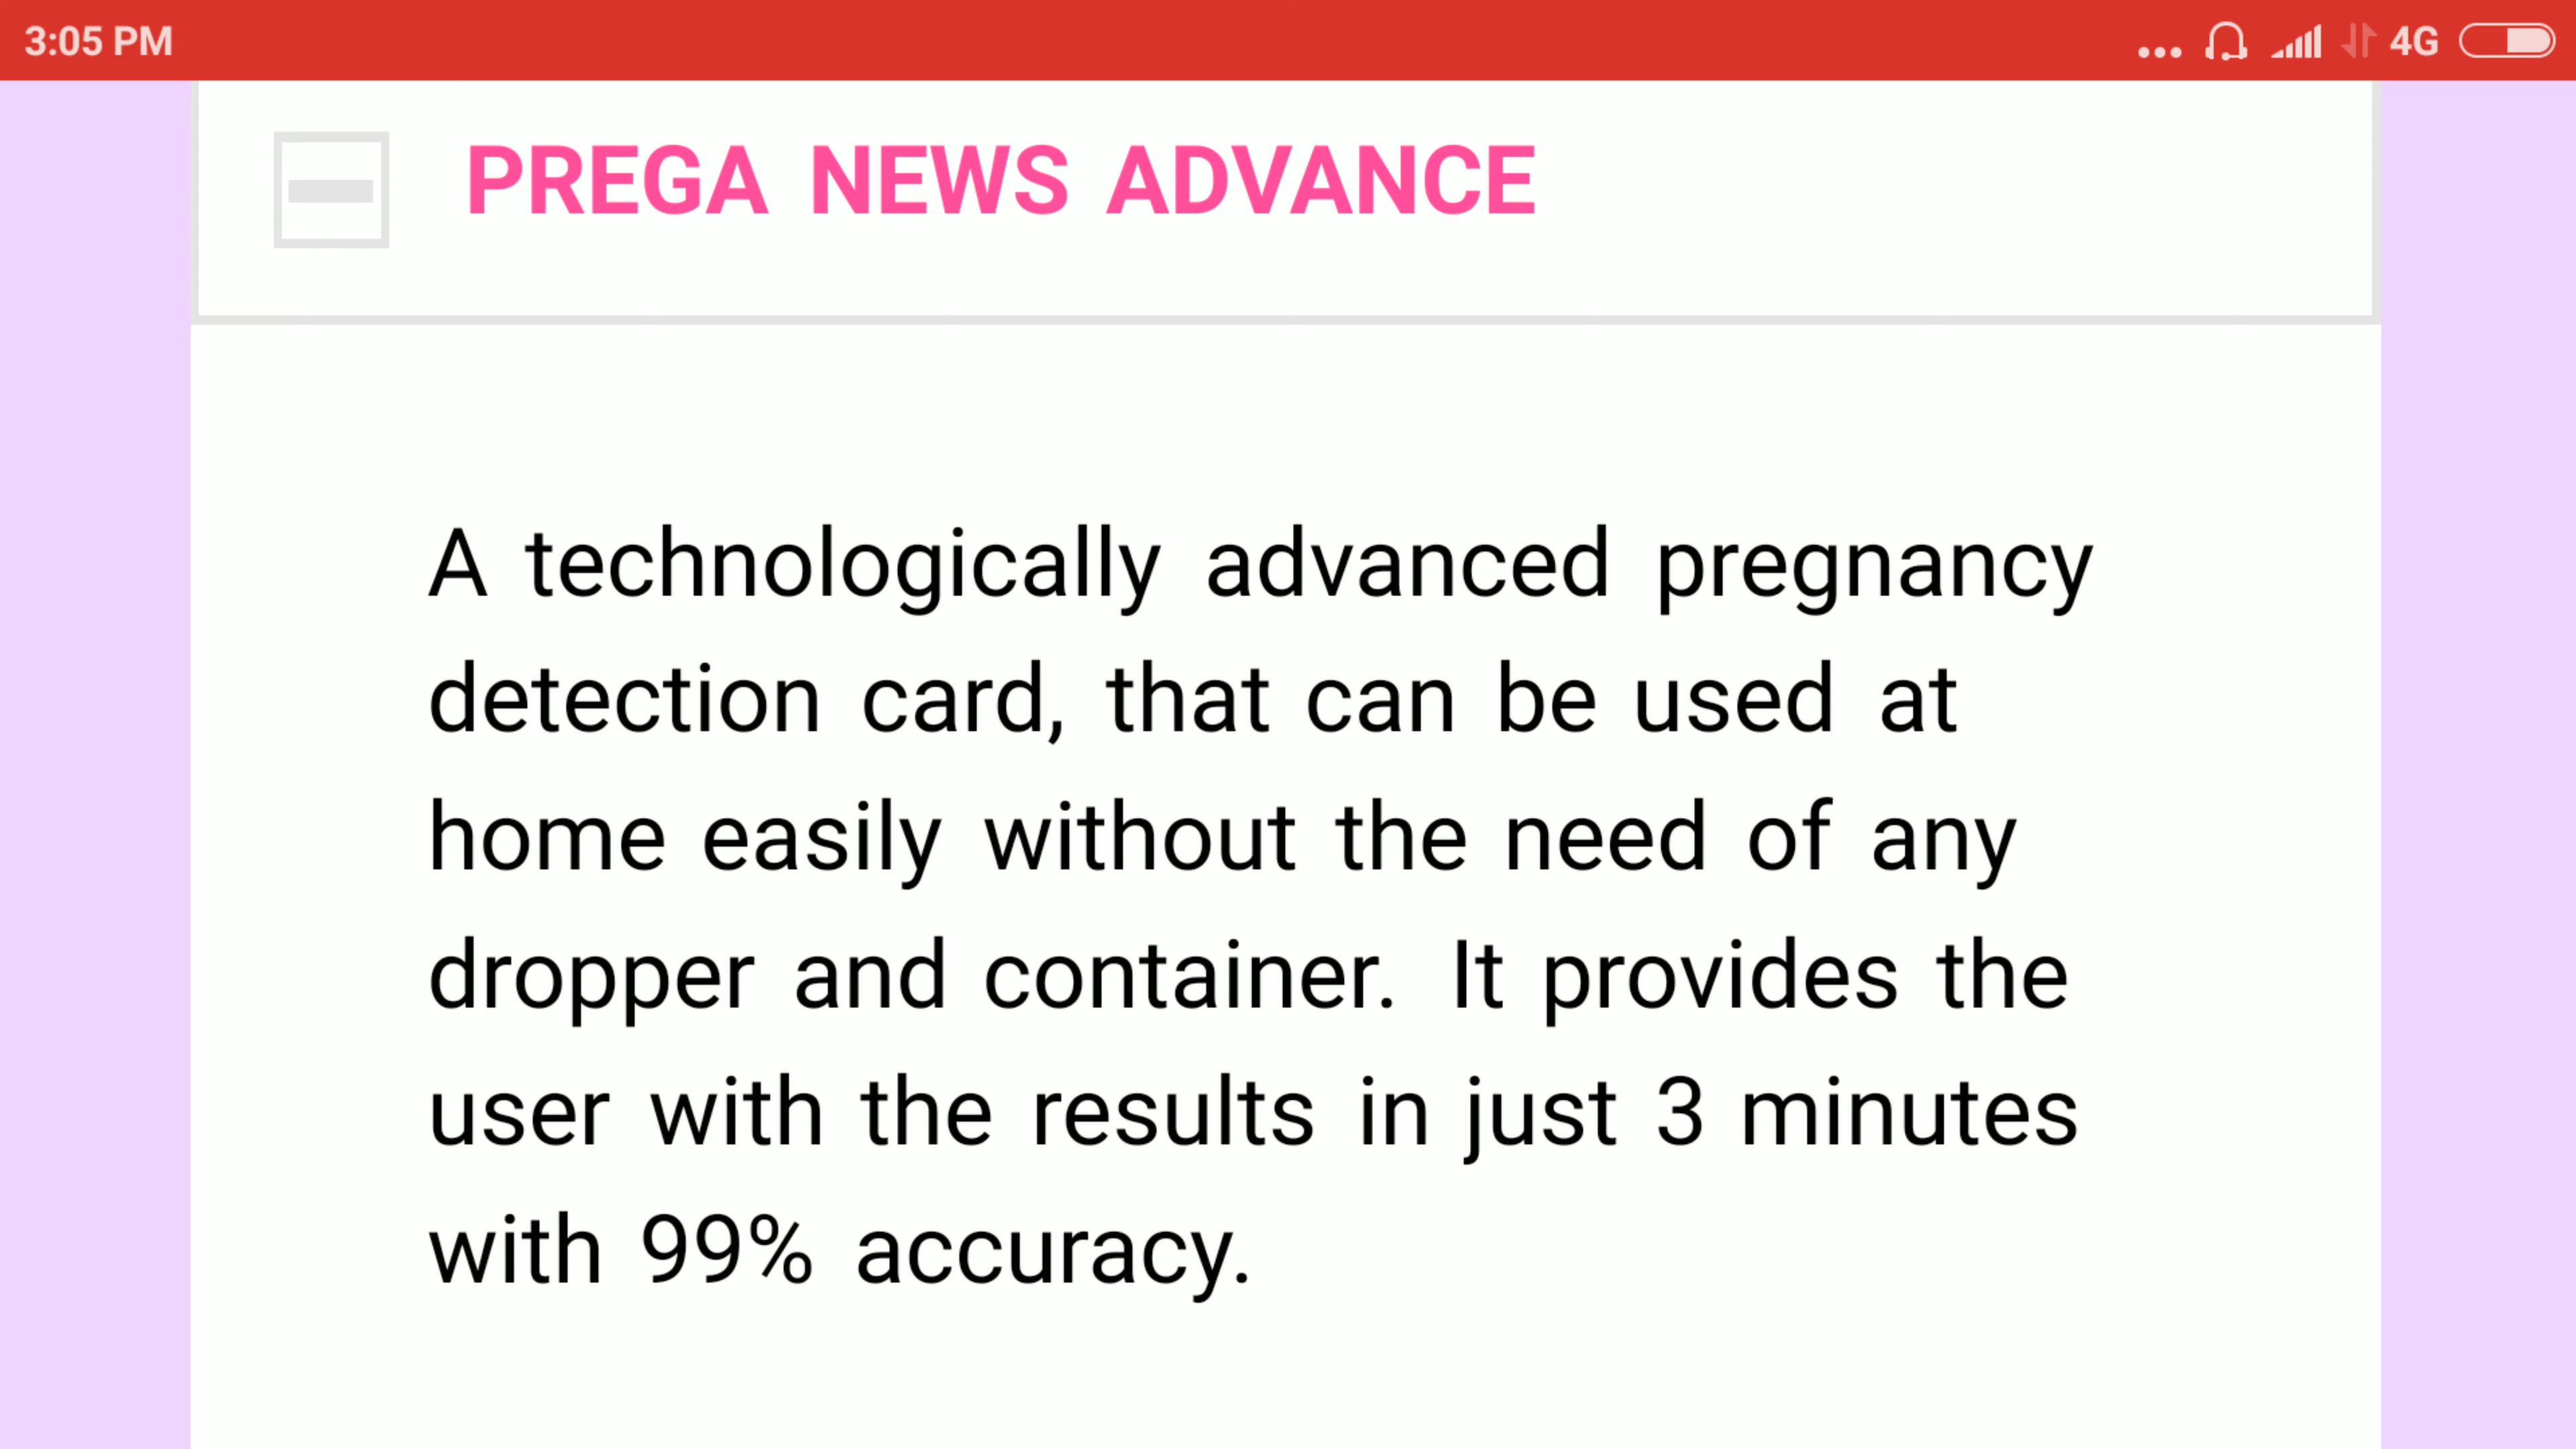 3:05 PM
... 4G
PREGA NEWS ADVANCE
A technologically advanced pregnancy
detection card, that can be used at
home easily without the need of any
dropper and container. It provides the
user with the results in just 3 minutes
with 99% accuracy.